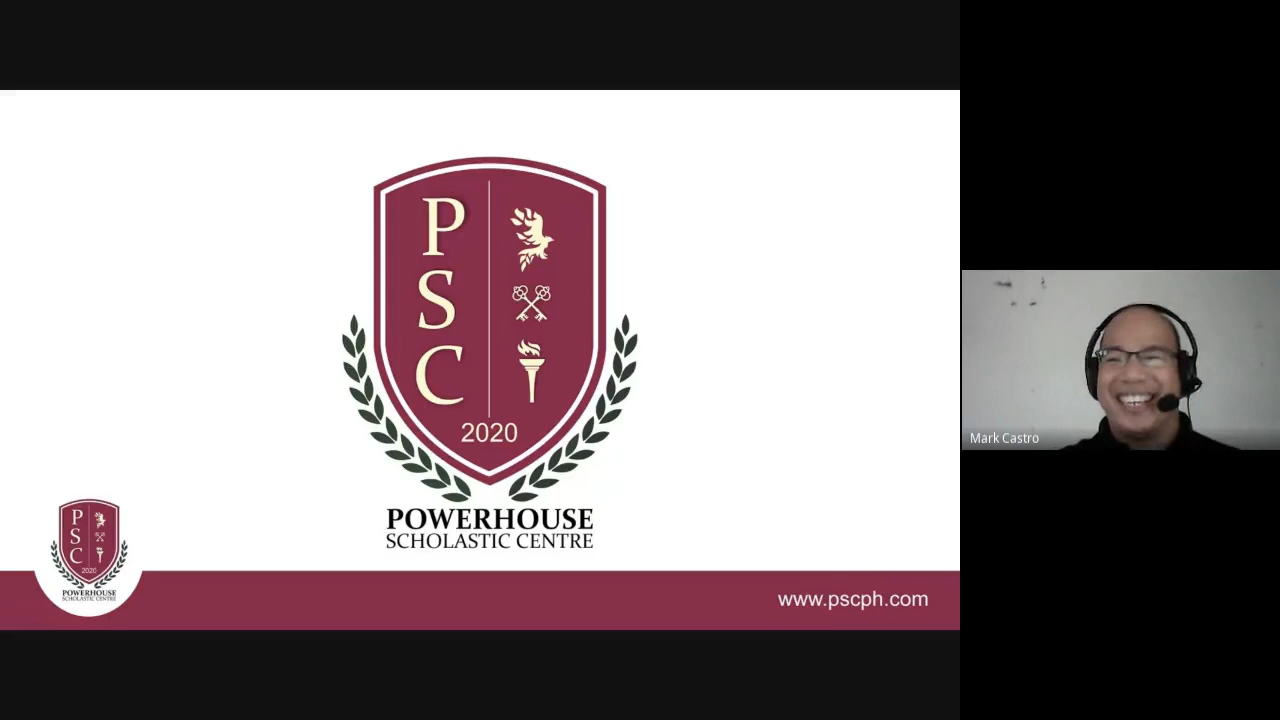 P
S
C
2020
POWERHOUSE
SCHOLASTIC CENTRE
P
S
C
2020
POWERHOUSE
SCHOLASTIC CENTRE
www.pscph.com
Mark Castro